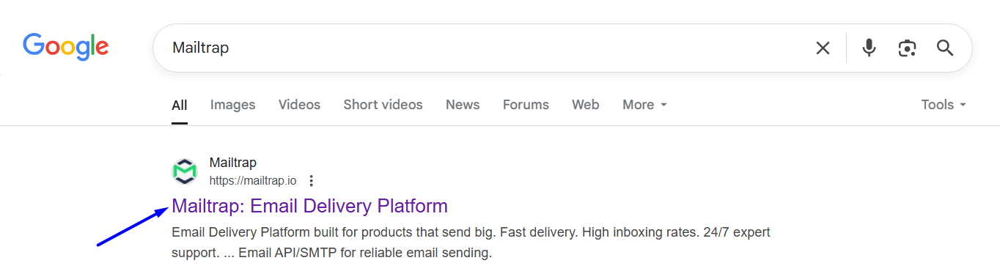 Google
Mailtrap
All Images Videos Short videos News Forums Web More Tools
Mailtrap
https://mailtrap.io
Mailtrap: Email Delivery Platform
Email Delivery Platform built for products that send big. Fast delivery. High inboxing rates. 24/7 expert
support. ... Email API/SMTP for reliable email sending.